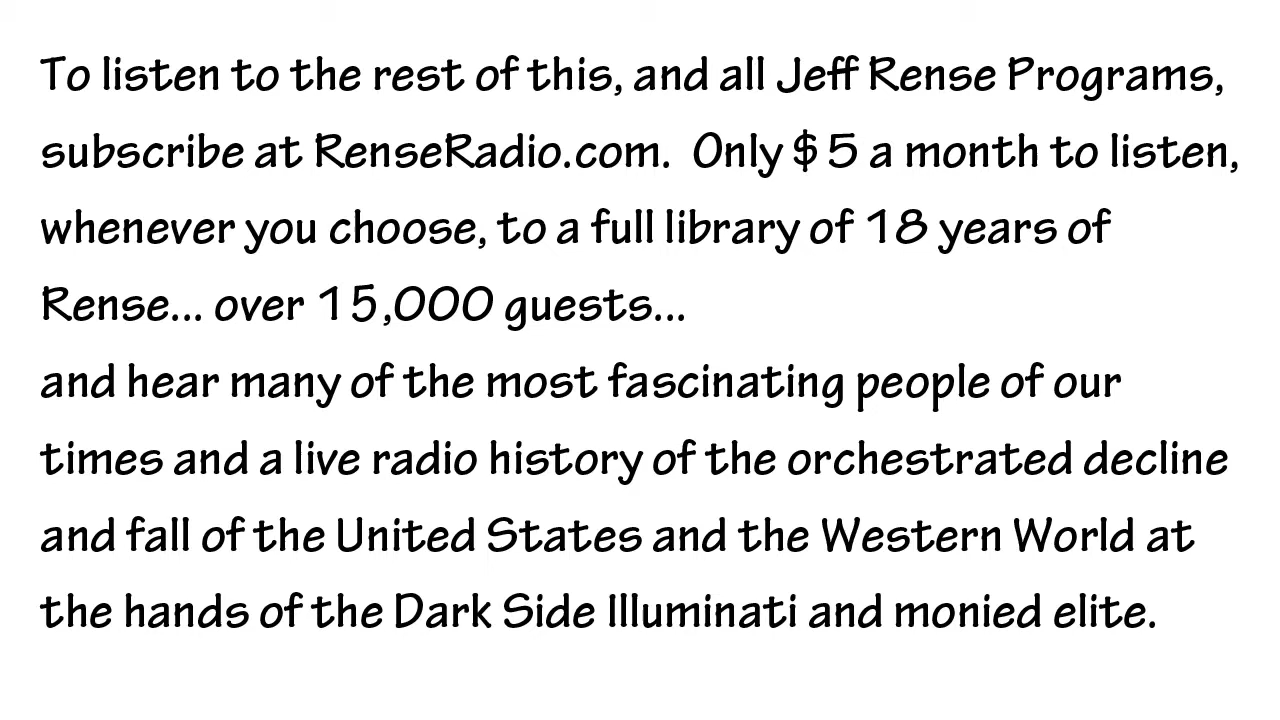 To listen to the rest of this, and all Jeff Rense Programs,
subscribe at RenseRadio.com.  Only $5 a month to listen,
whenever you choose, to a full library of 18 years of
Rense... over 15,000 guests...
and hear many of the most fascinating people of our
times and a live radio history of the orchestrated decline
and fall of the United States and the Western World at
the hands of the Dark Side Illuminati and monied elite.